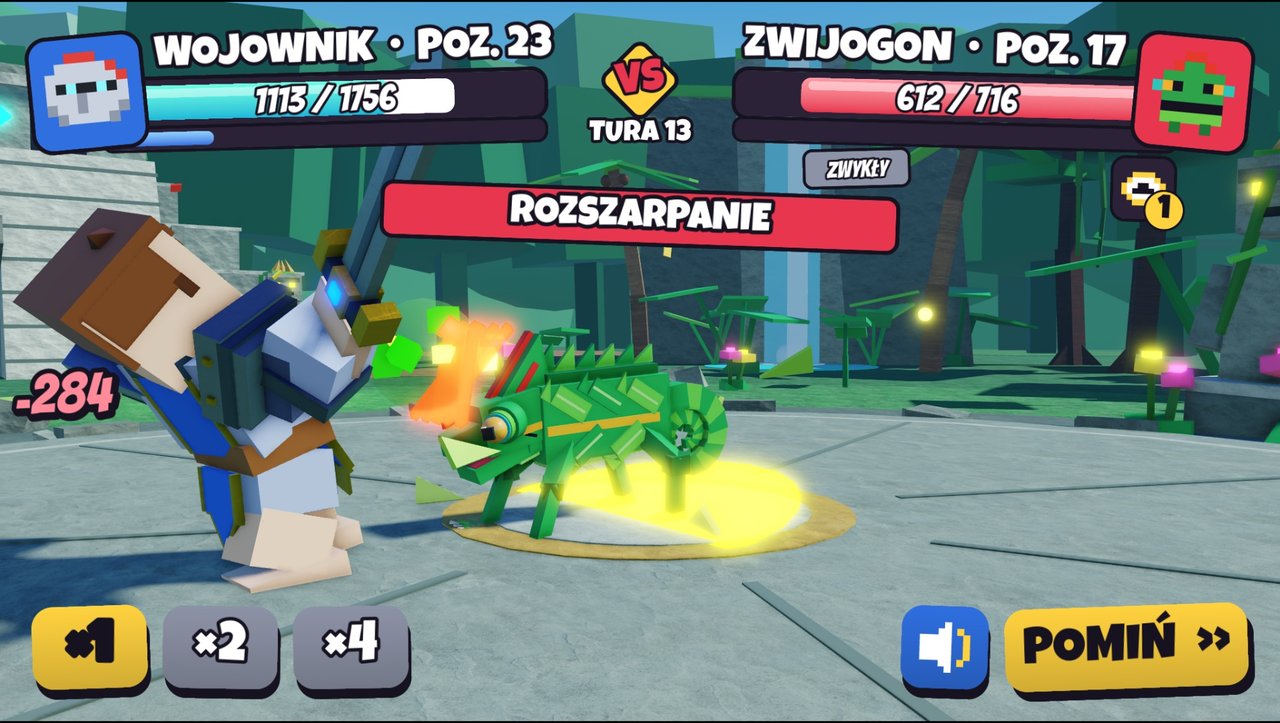 WOJOWNIK • POZ. 23
1113 / 1756
VS
TURA 13
ZWIJOGON • POZ. 17
612 / 716
ZWYKŁY
1
ROZSZARPANIE
-284
×1
×2
×4
POMIŃ >>